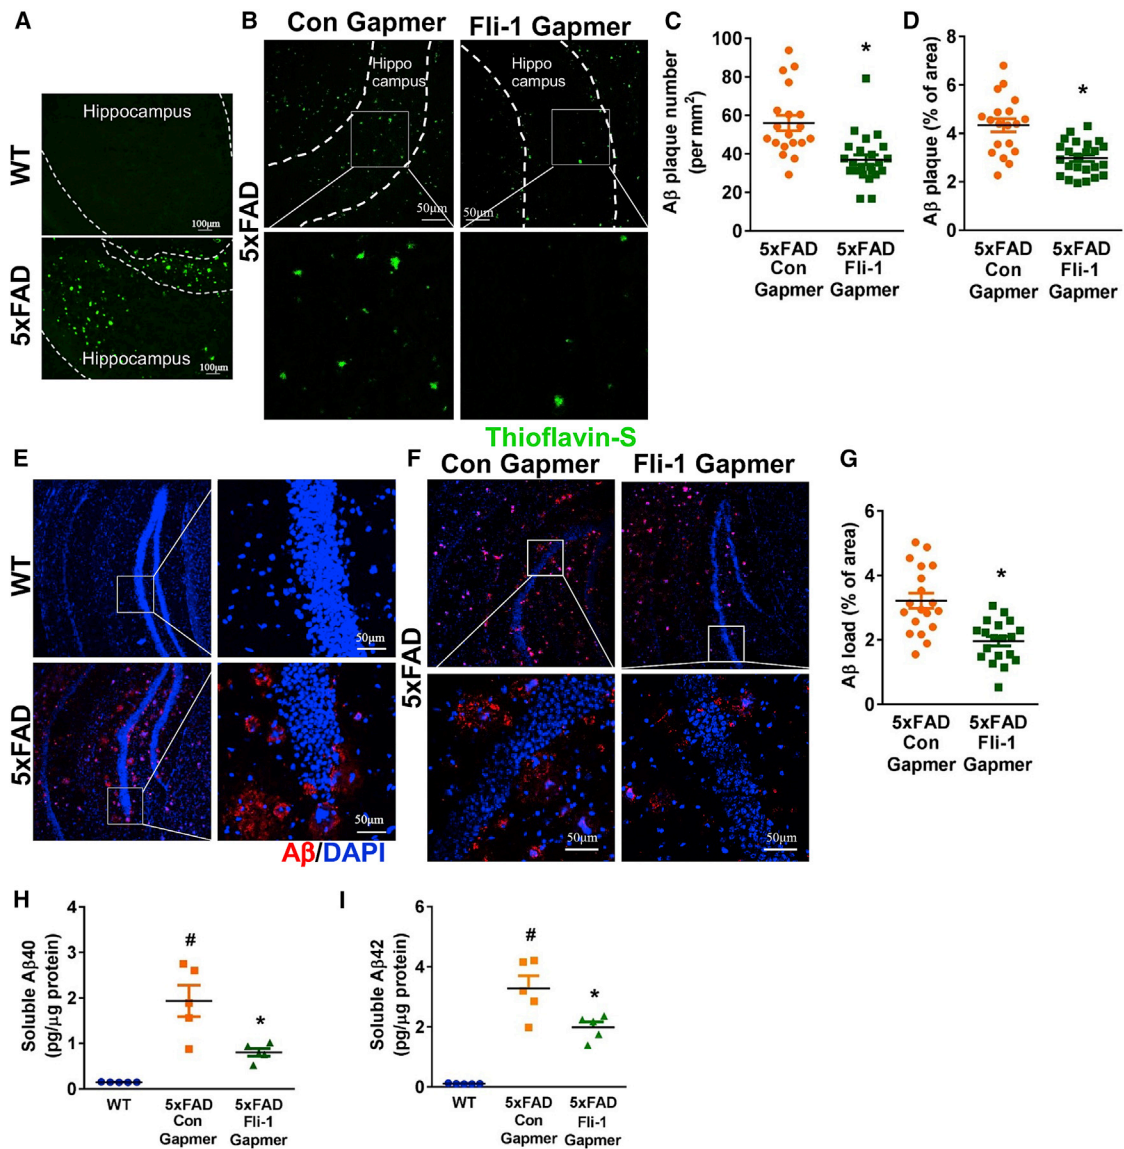 A
WT
Hippocampus
100μm
5xFAD
Hippocampus
100μm
B
Con Gapmer
Fli-1 Gapmer
5xFAD
Hippo
campus
50μm
Hippo
campus
50μm
Thioflavin-S
C
Aβ plaque number
(per mm²)
100
80
60
40
20
0
5xFAD
Con
Gapmer
*
5xFAD
Fli-1
Gapmer
D
Aβ plaque (% of area)
8
6
4
2
0
5xFAD
Con
Gapmer
*
5xFAD
Fli-1
Gapmer
E
WT
50μm
5xFAD
50μm
Aβ/DAPI
F
Con Gapmer
Fli-1 Gapmer
5xFAD
50μm
50μm
G
Aβ load (% of area)
6
4
2
0
5xFAD
Con
Gapmer
*
5xFAD
Fli-1
Gapmer
H
Soluble Aβ40
(pg/μg protein)
4
3
2
1
0
WT
#
5xFAD
Con
Gapmer
*
5xFAD
Fli-1
Gapmer
I
Soluble Aβ42
(pg/μg protein)
6
4
2
0
WT
#
5xFAD
Con
Gapmer
*
5xFAD
Fli-1
Gapmer